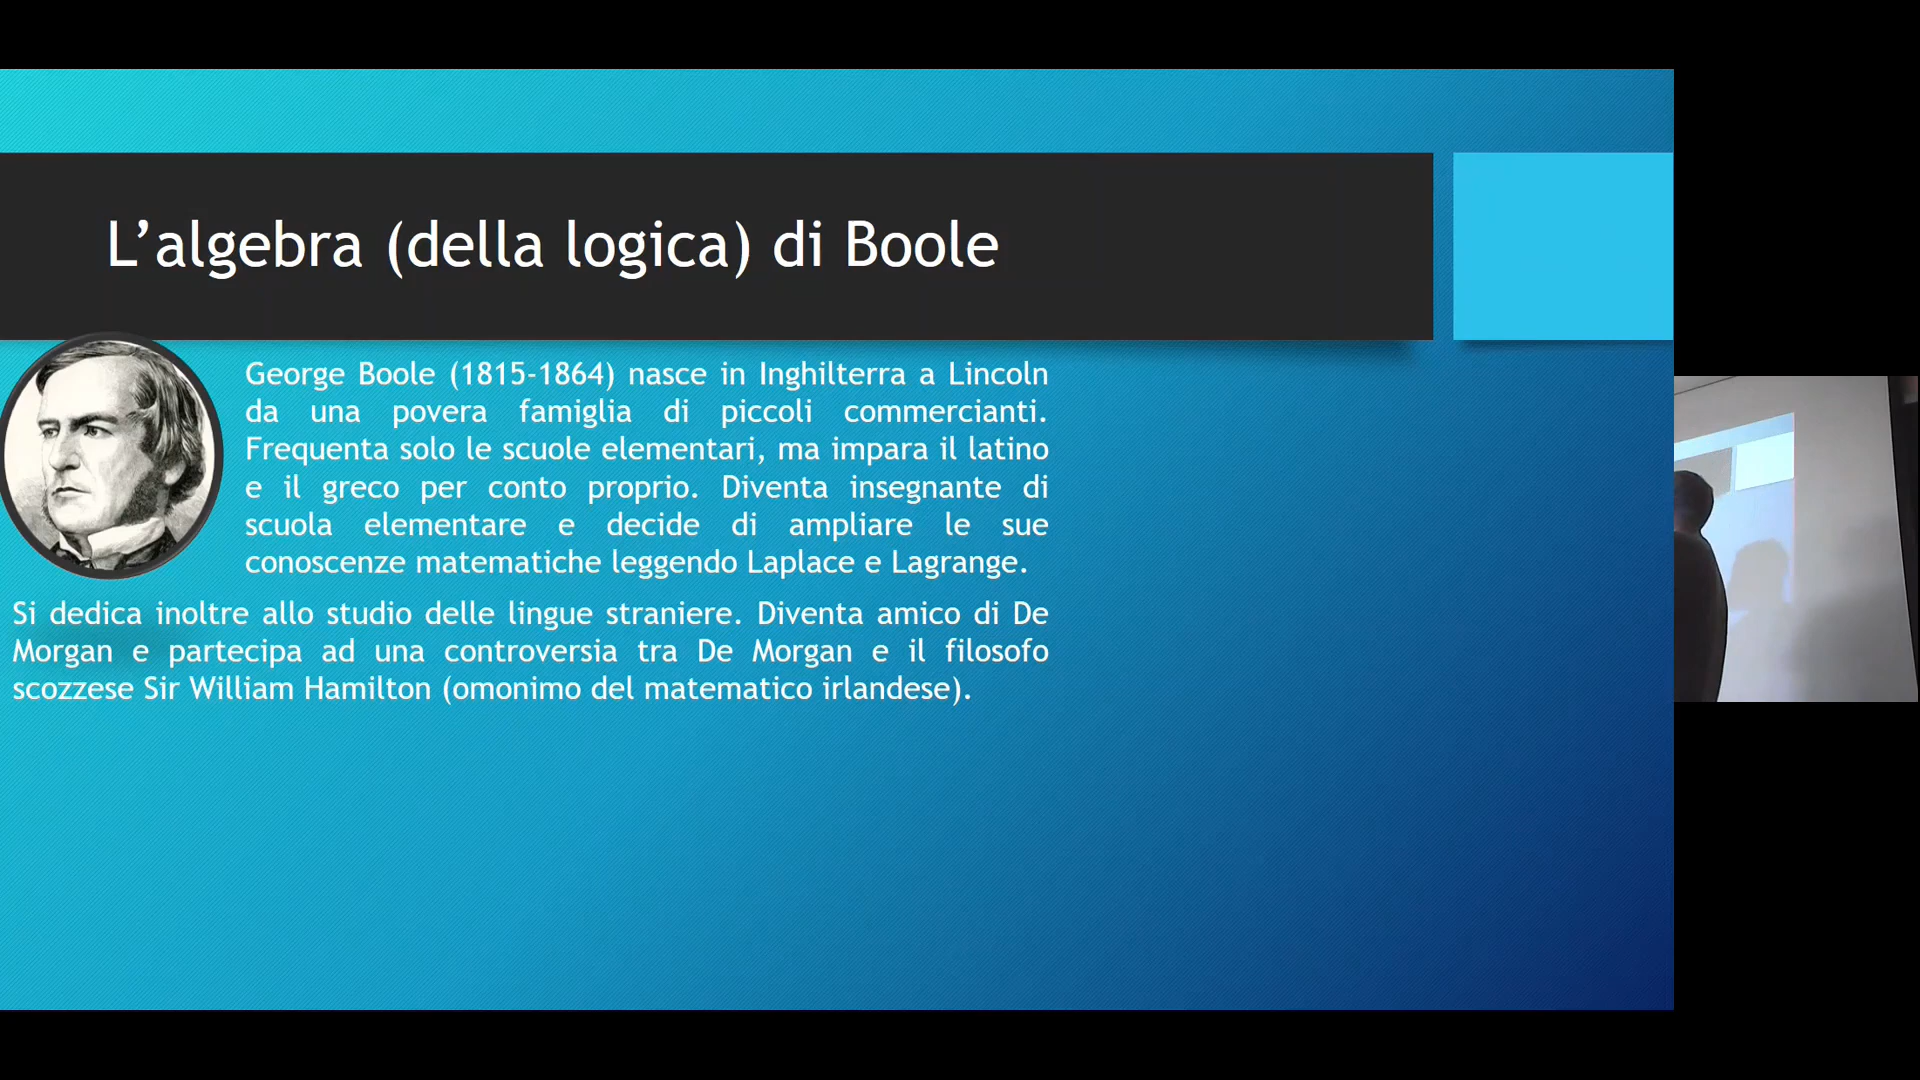 L’algebra (della logica) di Boole
George Boole (1815-1864) nasce in Inghilterra a Lincoln
da una povera famiglia di piccoli commercianti.
Frequenta solo le scuole elementari, ma impara il latino
e il greco per conto proprio. Diventa insegnante di
scuola elementare e decide di ampliare le sue
conoscenze matematiche leggendo Laplace e Lagrange.
Si dedica inoltre allo studio delle lingue straniere. Diventa amico di De
Morgan e partecipa ad una controversia tra De Morgan e il filosofo
scozzese Sir William Hamilton (omonimo del matematico irlandese).